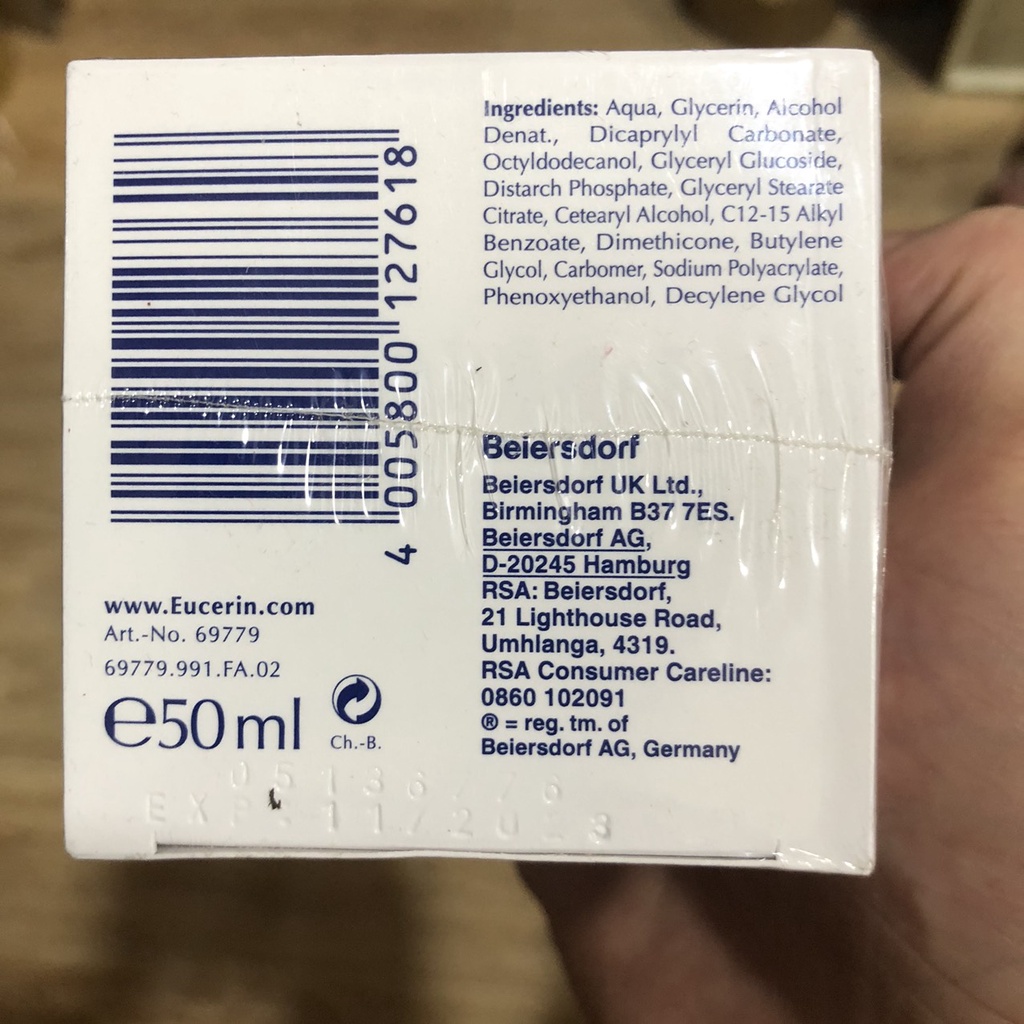 Ingredients: Aqua, Glycerin, Alcohol
Denat., Dicaprylyl Carbonate,
Octyldodecanol, Glyceryl Glucoside,
Distarch Phosphate, Glyceryl Stearate
Citrate, Cetearyl Alcohol, C12-15 Alkyl
Benzoate, Dimethicone, Butylene
Glycol, Carbomer, Sodium Polyacrylate,
Phenoxyethanol, Decylene Glycol
4 005800 127618
Beiersdorf
Beiersdorf UK Ltd.,
Birmingham B37 7ES.
Beiersdorf AG,
D-20245 Hamburg
RSA: Beiersdorf,
21 Lighthouse Road,
Umhlanga, 4319.
RSA Consumer Careline:
0860 102091
® = reg. tm. of
Beiersdorf AG, Germany
www.Eucerin.com
Art.-No. 69779
69779.991.FA.02
℮50ml
Ch.-B.
EXP